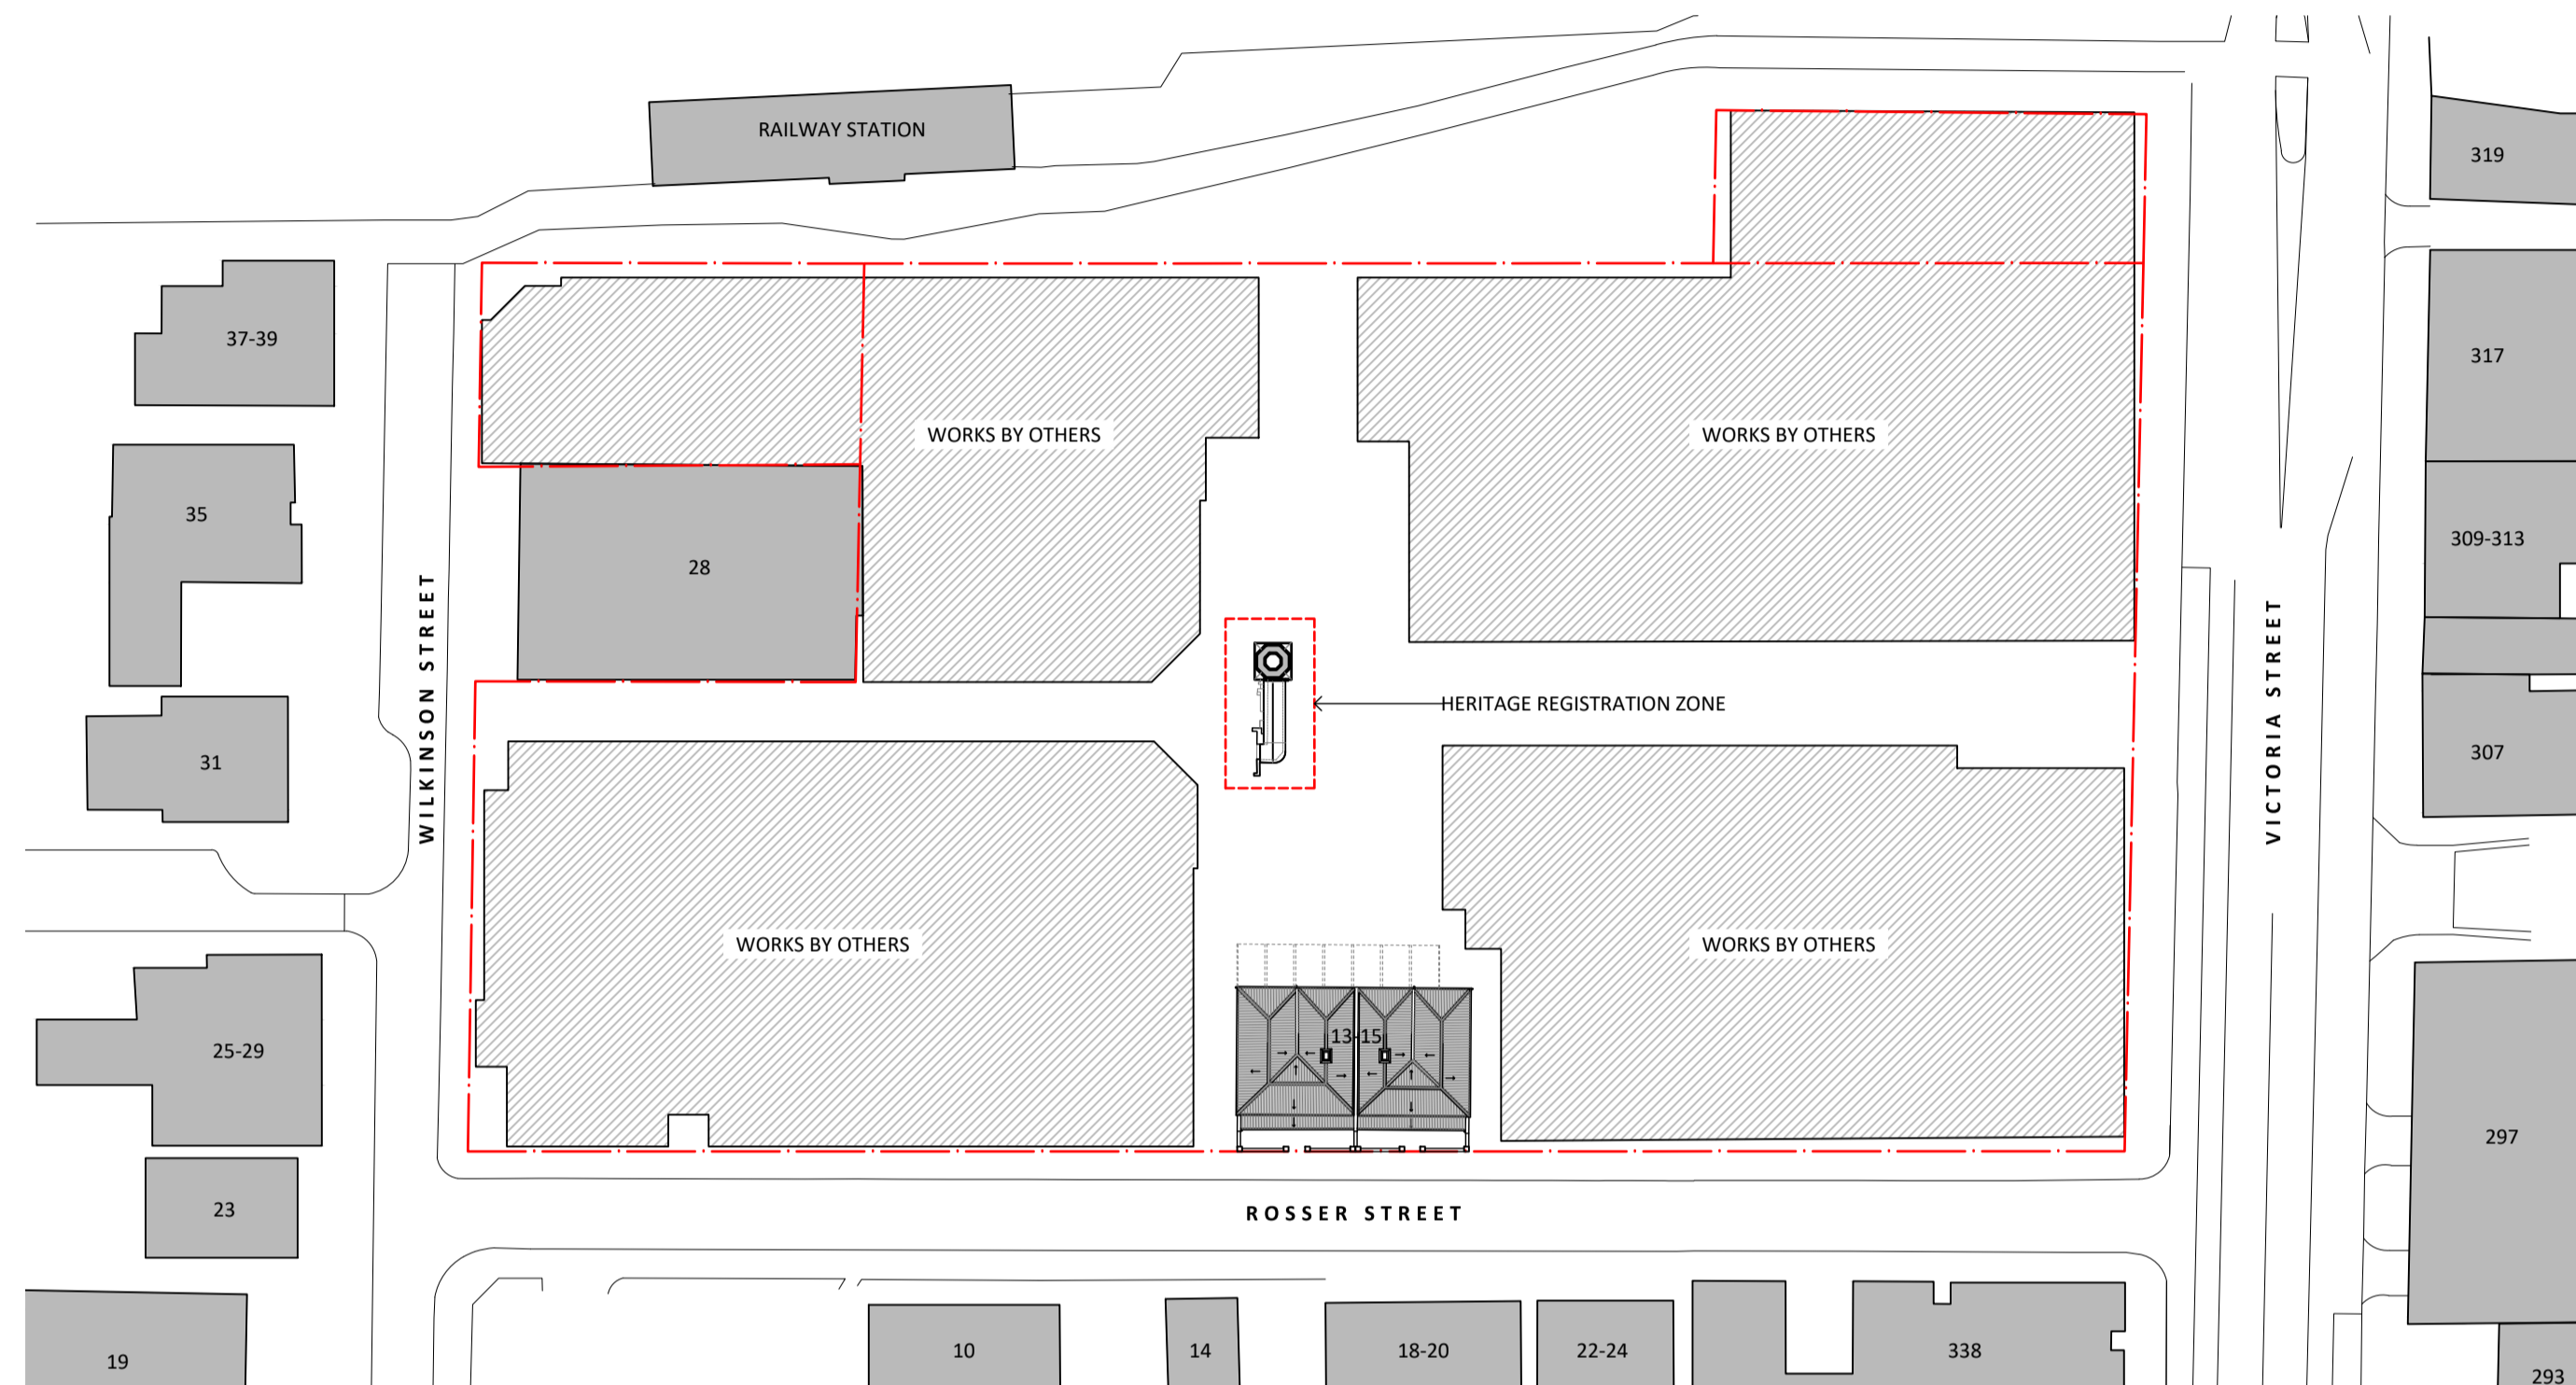 RAILWAY STATION
319
37-39
317
WORKS BY OTHERS
WORKS BY OTHERS
35
309-313
28
WILKINSON STREET
VICTORIA STREET
HERITAGE REGISTRATION ZONE
307
31
WORKS BY OTHERS
WORKS BY OTHERS
13-15
25-29
297
23
ROSSER STREET
10
14
18-20
22-24
338
19
293